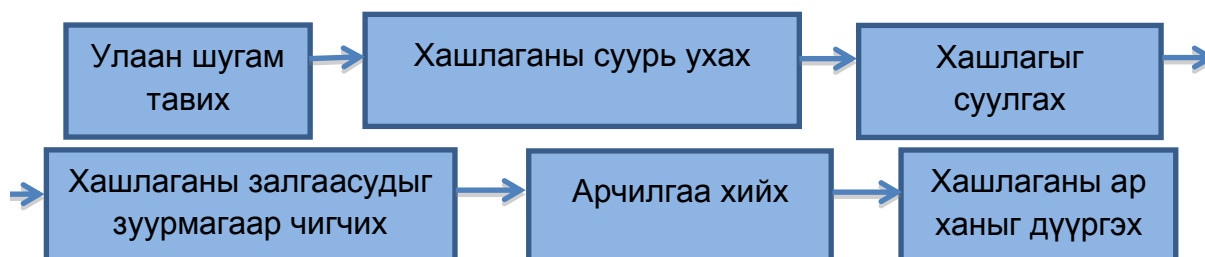 Улаан шугам
тавих
Хашлаганы суурь ухах
Хашлагыг
суулгах
Хашлаганы залгаасудыг
зуурмагаар чигчих
Арчилгаа хийх
Хашлаганы ар
ханыг дүүргэх